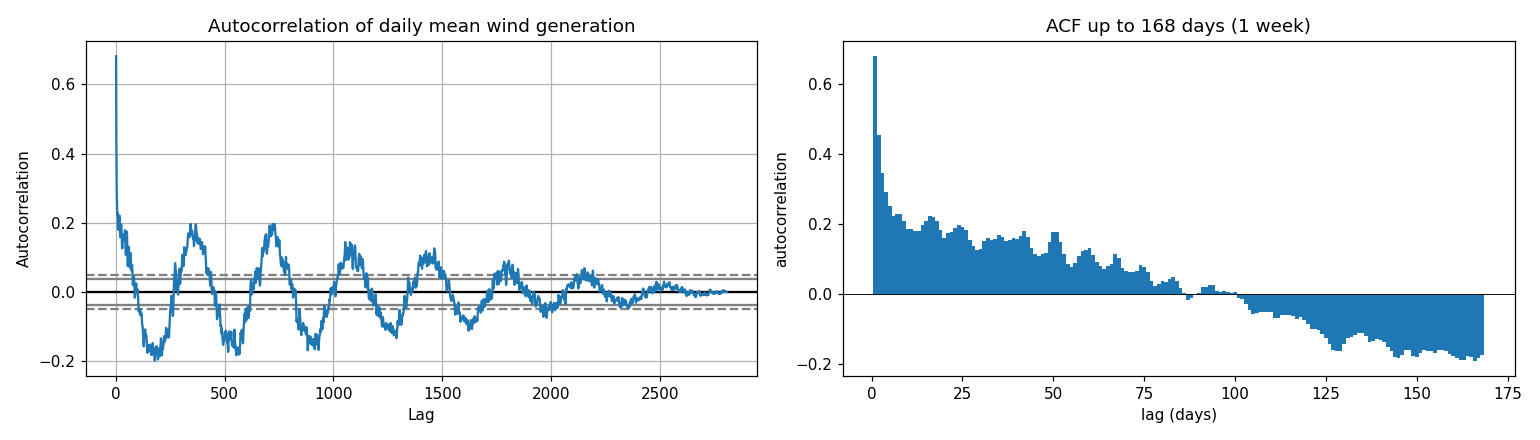 Autocorrelation of daily mean wind generation
Autocorrelation
0.6
0.4
0.2
0.0
−0.2
0 500 1000 1500 2000 2500
Lag
ACF up to 168 days (1 week)
autocorrelation
0.6
0.4
0.2
0.0
−0.2
0 25 50 75 100 125 150 175
lag (days)